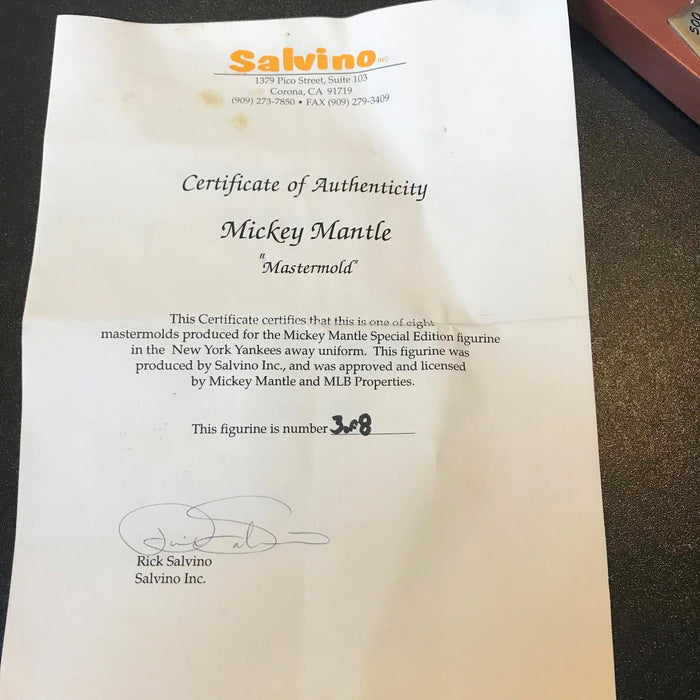 Salvino INC
1379 Pico Street, Suite 103
Corona, CA 91719
(909) 273-7850 • FAX (909) 279-3409
Certificate of Authenticity
Mickey Mantle
"Mastermold"
This Certificate certifies that this is one of eight
mastermolds produced for the Mickey Mantle Special Edition figurine
in the New York Yankees away uniform. This figurine was
produced by Salvino Inc., and was approved and licensed
by Mickey Mantle and MLB Properties.
This figurine is number 3 of 8
Rick Salvino
Salvino Inc.
500